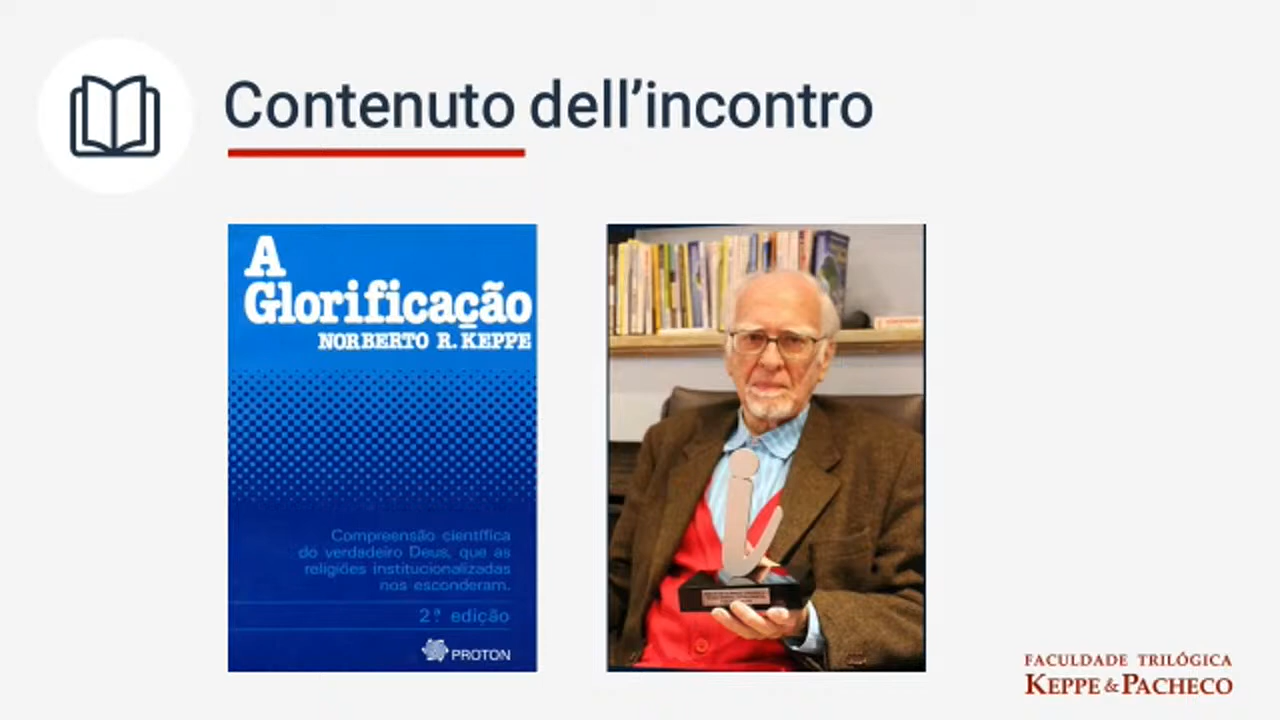 Contenuto dell’incontro
A
Glorificação
NORBERTO R. KEPPE
Compreensão científica
do verdadeiro Deus, que as
religiões institucionalizadas
nos esconderam.
2ª edição
PROTON
FACULDADE TRILÓGICA
KEPPE & PACHECO